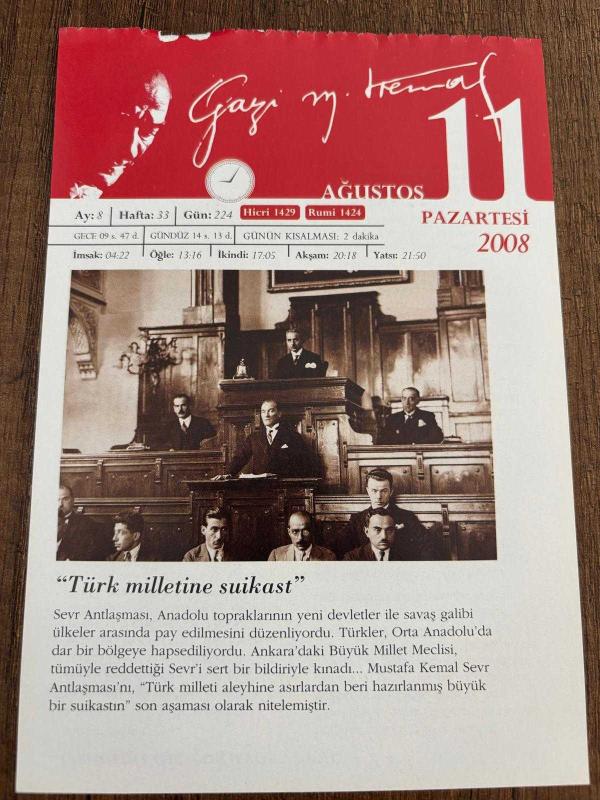 Gazi M. Kemal
11
AĞUSTOS
PAZARTESİ
2008
Ay: 8 Hafta: 33 Gün: 224 Hicri 1429 Rumi 1424
GECE 09 s. 47 d. GÜNDÜZ 14 s. 13 d. GÜNÜN KISALMASI: 2 dakika
İmsak: 04:22 Öğle: 13:16 İkindi: 17:05 Akşam: 20:18 Yatsı: 21:50
“Türk milletine suikast”
Sevr Antlaşması, Anadolu topraklarının yeni devletler ile savaş galibi
ülkeler arasında pay edilmesini düzenliyordu. Türkler, Orta Anadolu’da
dar bir bölgeye hapsediliyordu. Ankara’daki Büyük Millet Meclisi,
tümüyle reddettiği Sevr’i sert bir bildiriyle kınadı... Mustafa Kemal Sevr
Antlaşması’nı, “Türk milleti aleyhine asırlardan beri hazırlanmış büyük
bir suikastın” son aşaması olarak nitelemiştir.